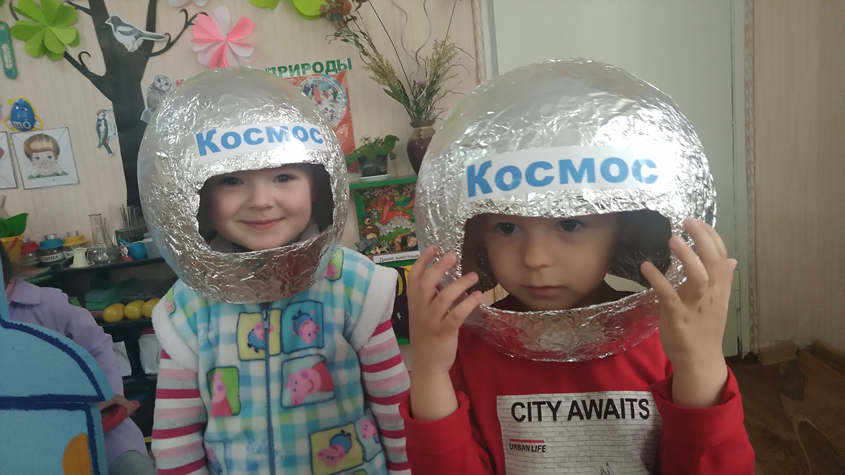 ПРИРОДЫ
Космос
Космос
CITY AWAITS
URBAN LIFE